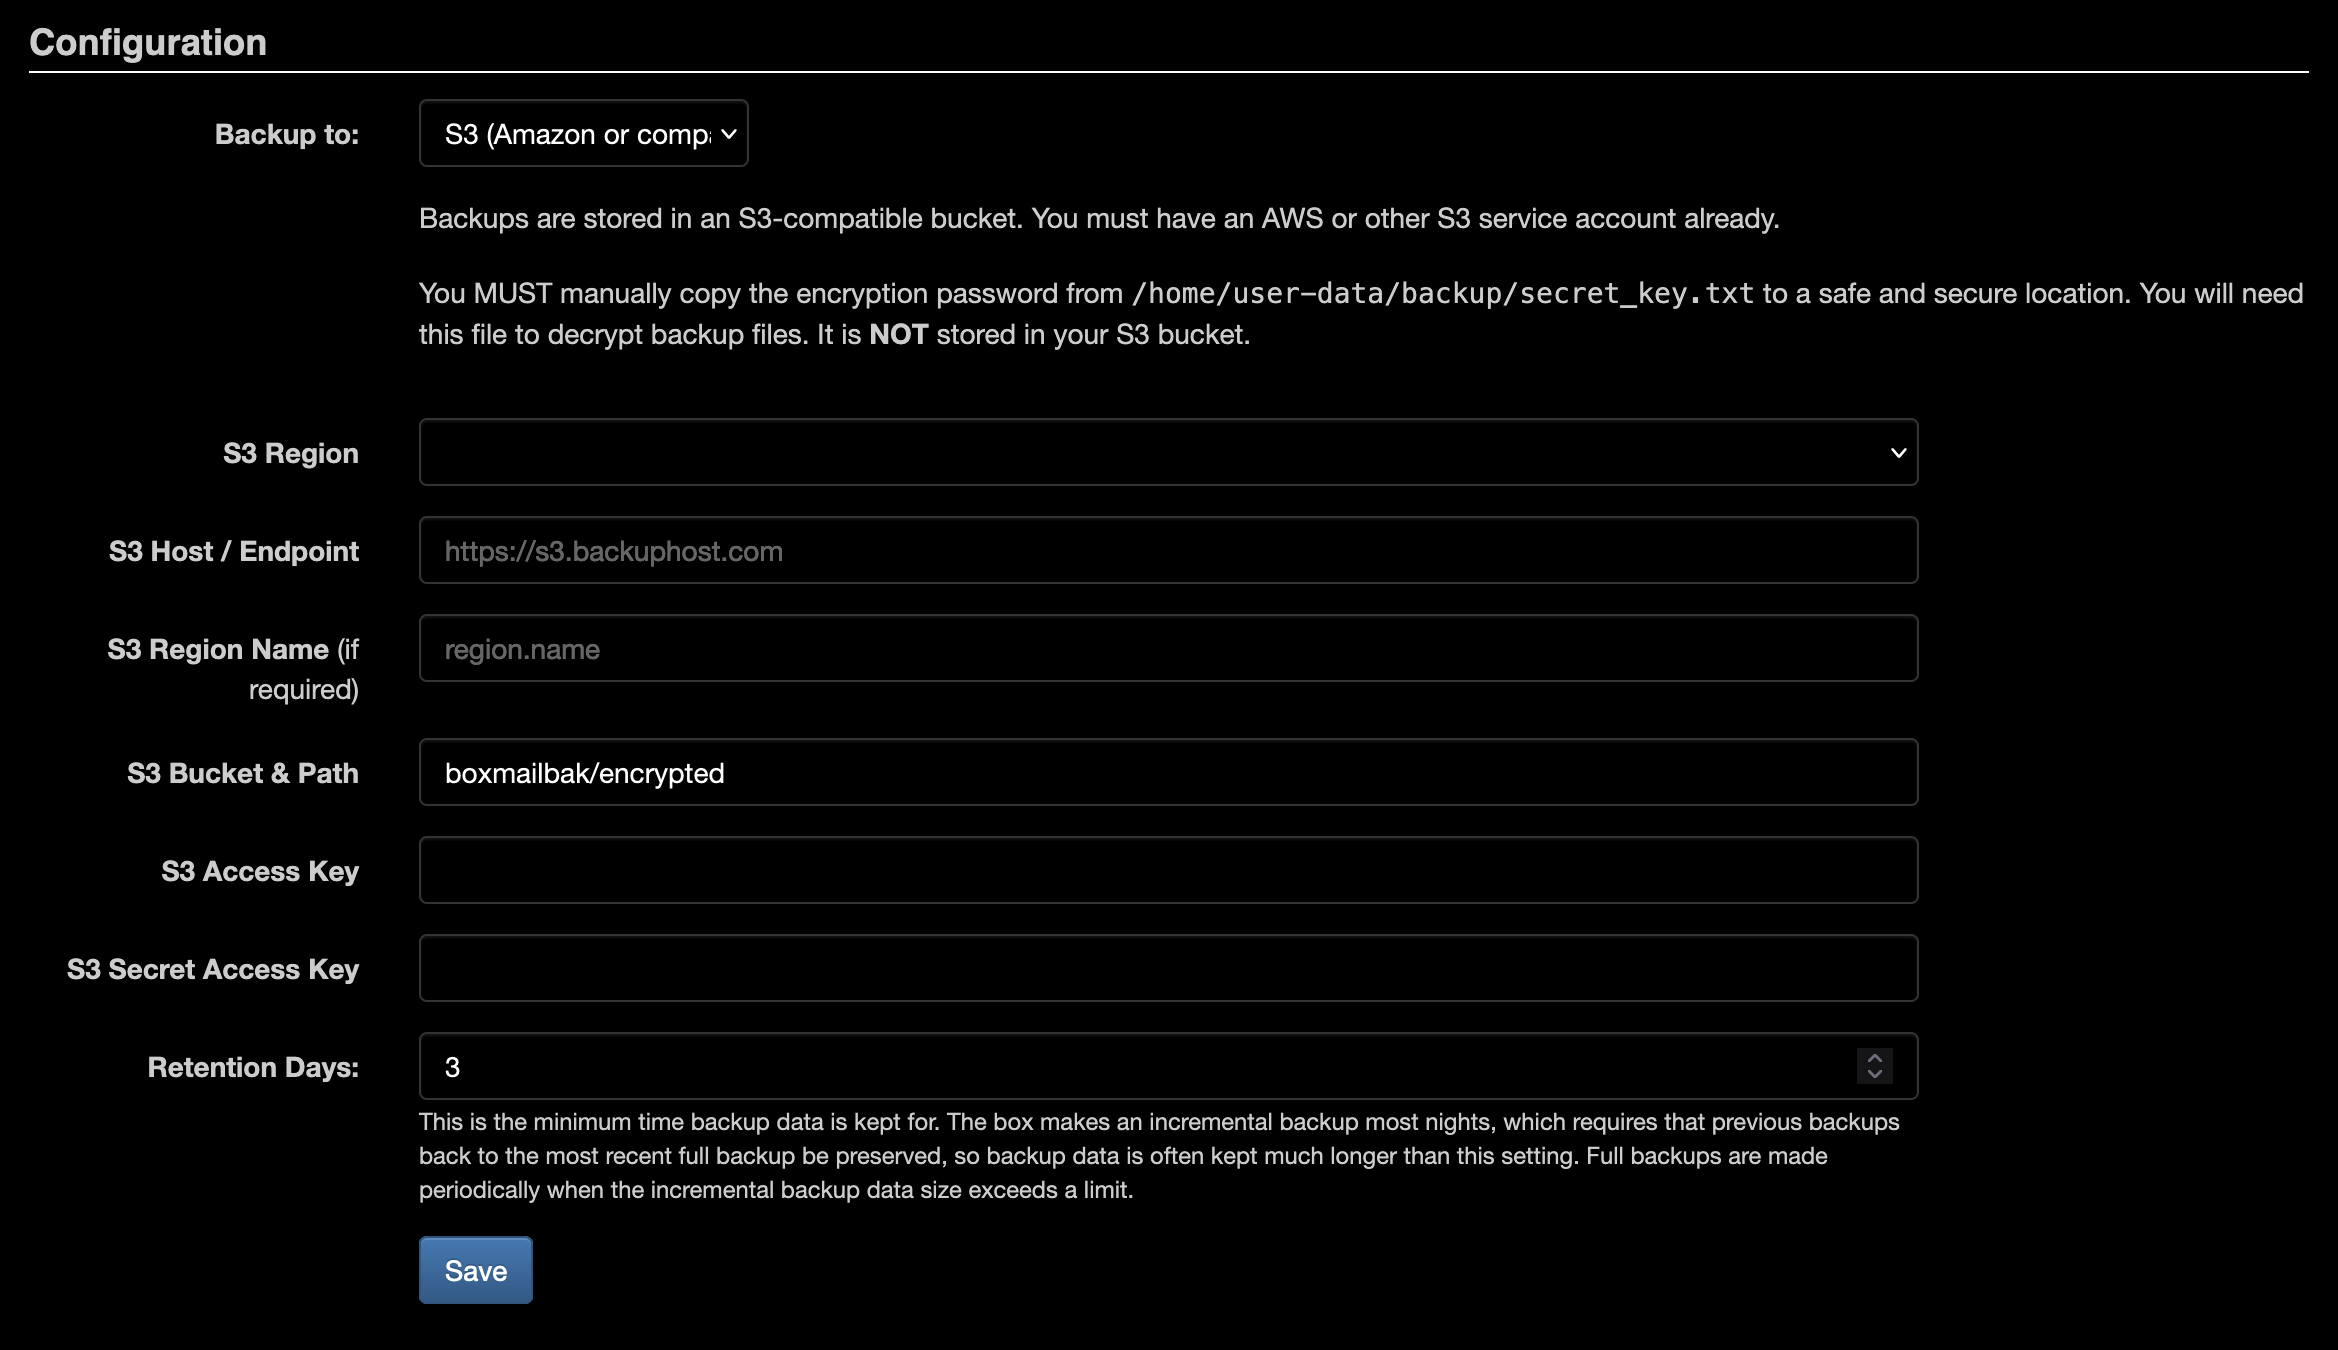 Configuration
Backup to:
S3 (Amazon or comp
Backups are stored in an S3-compatible bucket. You must have an AWS or other S3 service account already.
You MUST manually copy the encryption password from /home/user-data/backup/secret_key.txt to a safe and secure location. You will need
this file to decrypt backup files. It is NOT stored in your S3 bucket.
S3 Region
S3 Host / Endpoint
https://s3.backuphost.com
S3 Region Name (if
required)
region.name
S3 Bucket & Path
boxmailbak/encrypted
S3 Access Key
S3 Secret Access Key
Retention Days:
3
This is the minimum time backup data is kept for. The box makes an incremental backup most nights, which requires that previous backups
back to the most recent full backup be preserved, so backup data is often kept much longer than this setting. Full backups are made
periodically when the incremental backup data size exceeds a limit.
Save